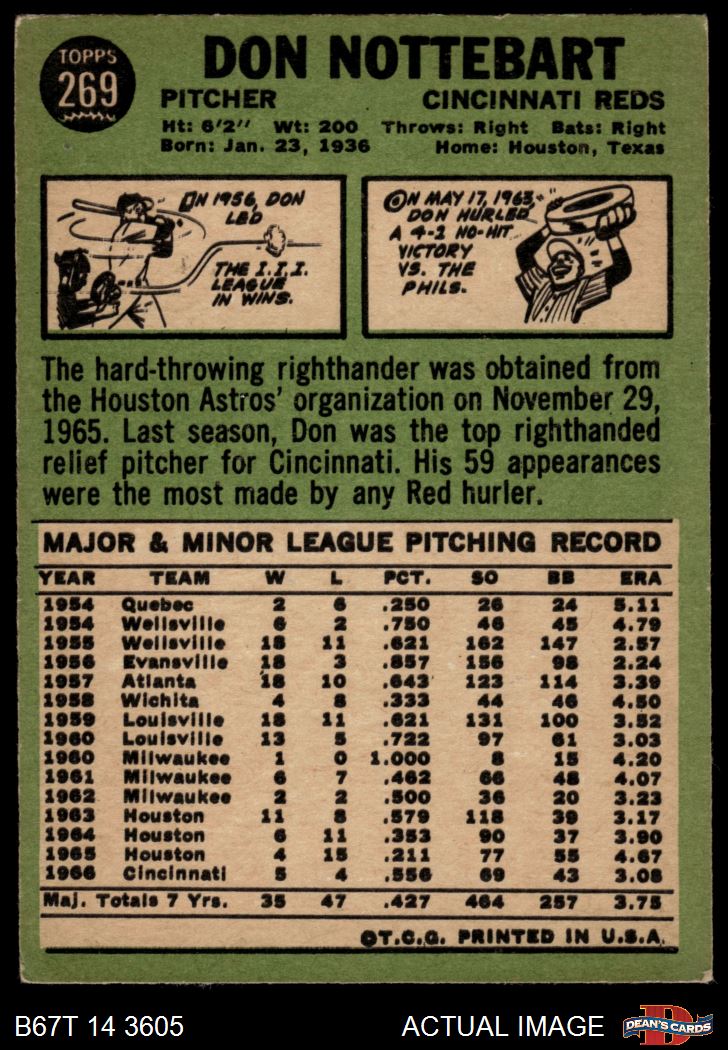 TOPPS
269
DON NOTTEBART
PITCHER CINCINNATI REDS
Ht: 6'2" Wt: 200 Throws: Right Bats: Right
Born: Jan. 23, 1936 Home: Houston, Texas
IN 1956, DON
LED
THE I.I.I.
LEAGUE
IN WINS.
ON MAY 17, 1963,
DON HURLED
A 4-1 NO-HIT
VICTORY
VS. THE
PHILS.
The hard-throwing righthander was obtained from
the Houston Astros' organization on November 29,
1965. Last season, Don was the top righthanded
relief pitcher for Cincinnati. His 59 appearances
were the most made by any Red hurler.
MAJOR & MINOR LEAGUE PITCHING RECORD
YEAR TEAM W L PCT. SO BB ERA
1954 Quebec 2 6 .250 26 24 5.11
1954 Wellsville 6 2 .750 46 45 4.79
1955 Wellsville 18 11 .621 162 147 2.57
1956 Evansville 18 3 .857 156 98 2.24
1957 Atlanta 18 10 .643 123 114 3.39
1958 Wichita 4 8 .333 44 46 4.50
1959 Louisville 18 11 .621 131 100 3.52
1960 Louisville 13 5 .722 97 61 3.03
1960 Milwaukee 1 0 1.000 8 15 4.20
1961 Milwaukee 6 7 .462 66 48 4.07
1962 Milwaukee 2 2 .500 36 20 3.23
1963 Houston 11 8 .579 118 39 3.17
1964 Houston 6 11 .353 90 37 3.90
1965 Houston 4 15 .211 77 55 4.67
1966 Cincinnati 5 4 .556 69 43 3.08
Maj. Totals 7 Yrs. 35 47 .427 464 257 3.75
©T.C.G. PRINTED IN U.S.A.
B67T 14 3605 ACTUAL IMAGE
D
DEAN'S CARDS